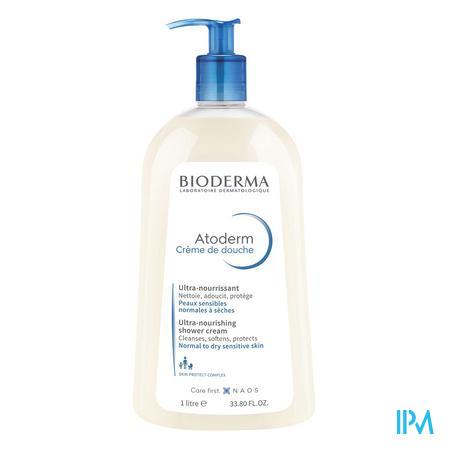 BIODERMA
LABORATOIRE DERMATOLOGIQUE
Atoderm
Crème de douche
Ultra-nourrissant
Nettoie, adoucit, protège
Peaux sensibles
normales à sèches
Ultra-nourishing
shower cream
Cleanses, softens, protects
Normal to dry sensitive skin
SKIN PROTECT COMPLEX
Care first. NAOS
1 litre ℮ 33.80 FL.OZ.
IPM